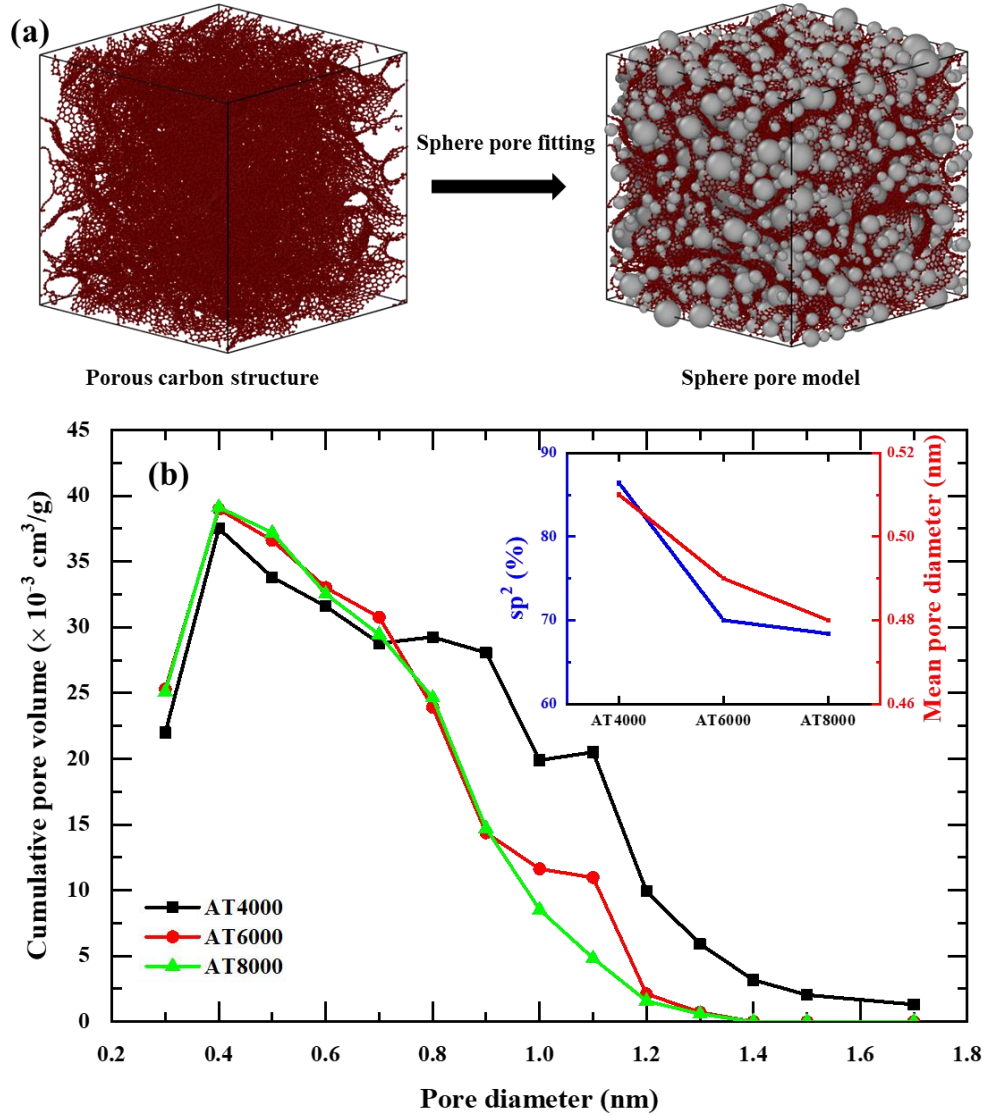 (a)
Sphere pore fitting
Porous carbon structure
Sphere pore model
(b)
Cumulative pore volume (× 10⁻³ cm³/g)
45
40
35
30
25
20
15
10
5
0
0.2 0.4 0.6 0.8 1.0 1.2 1.4 1.6 1.8
Pore diameter (nm)
AT4000
AT6000
AT8000
sp² (%)
90
80
70
60
AT4000 AT6000 AT8000
0.52
0.50
0.48
0.46
Mean pore diameter (nm)